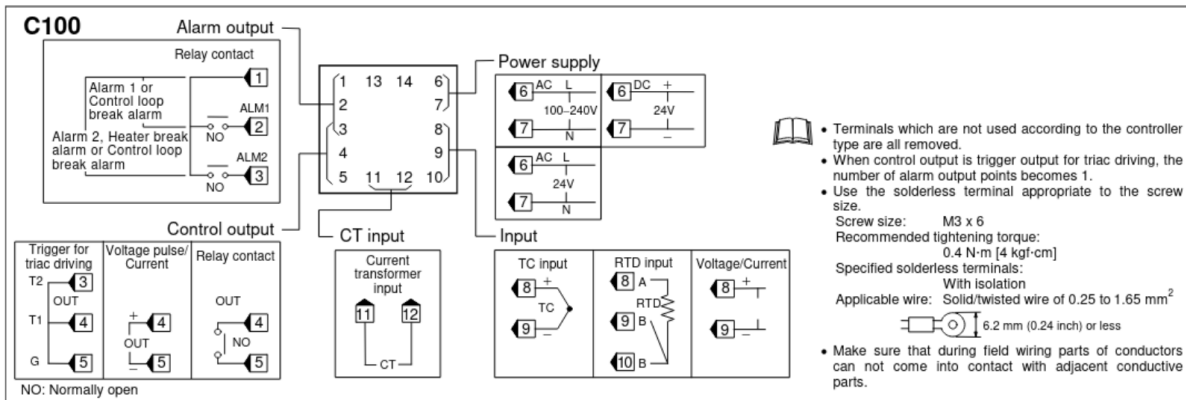 C100
Alarm output
Relay contact
1
Alarm 1 or
Control loop
break alarm
ALM1
2
NO
Alarm 2, Heater break
alarm or Control loop
break alarm
ALM2
3
NO
1 13 14 6
2 7
3 8
4 9
5 11 12 10
Power supply
6 AC L
100–240V
7 N
6 DC +
24V
7 –
6 AC L
24V
7 N
Control output
Trigger for
triac driving
T2 3
OUT
T1 4
G 5
Voltage pulse/
Current
+ 4
OUT
– 5
Relay contact
OUT
4
NO
5
NO: Normally open
CT input
Current
transformer
input
11 12
CT
Input
TC input
8 +
TC
9 –
RTD input
8 A
RTD
9 B
10 B
Voltage/Current
8 +
9 –
• Terminals which are not used according to the controller
type are all removed.
• When control output is trigger output for triac driving, the
number of alarm output points becomes 1.
• Use the solderless terminal appropriate to the screw
size.
Screw size: M3 x 6
Recommended tightening torque:
0.4 N·m [4 kgf·cm]
Specified solderless terminals:
With isolation
Applicable wire: Solid/twisted wire of 0.25 to 1.65 mm²
6.2 mm (0.24 inch) or less
• Make sure that during field wiring parts of conductors
can not come into contact with adjacent conductive
parts.